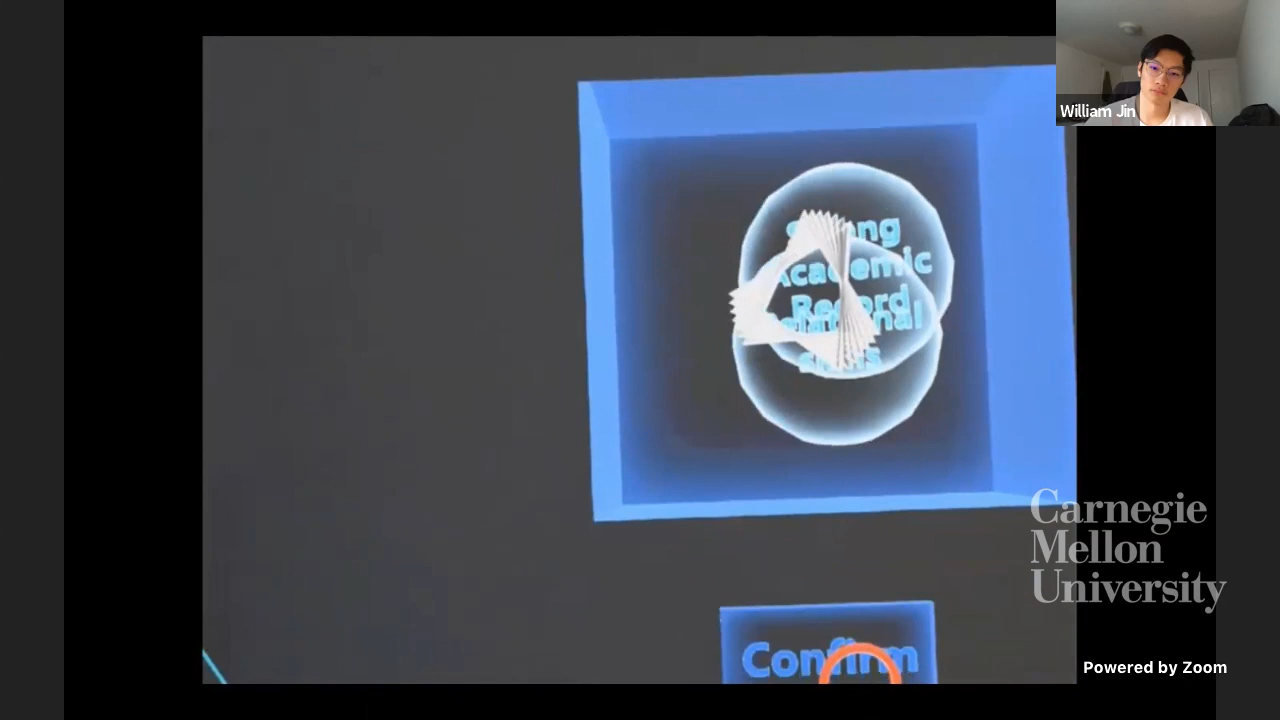 William Jin
Academic
Record
Confirm
Carnegie
Mellon
University
Powered by Zoom